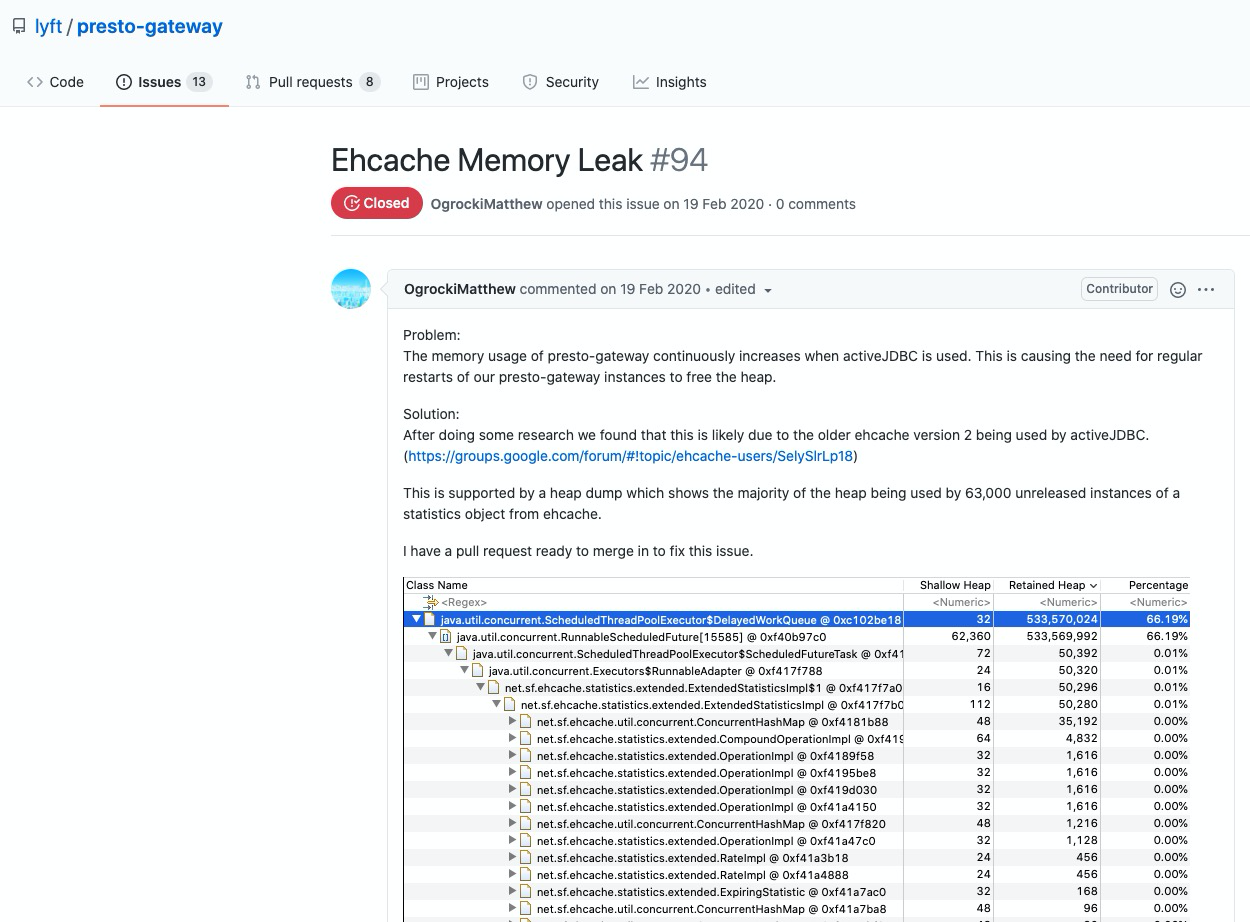 lyft / presto-gateway
Code Issues 13 Pull requests 8 Projects Security Insights
Ehcache Memory Leak #94
Closed OgrockiMatthew opened this issue on 19 Feb 2020 · 0 comments
OgrockiMatthew commented on 19 Feb 2020 • edited Contributor
Problem:
The memory usage of presto-gateway continuously increases when activeJDBC is used. This is causing the need for regular
restarts of our presto-gateway instances to free the heap.
Solution:
After doing some research we found that this is likely due to the older ehcache version 2 being used by activeJDBC.
(https://groups.google.com/forum/#!topic/ehcache-users/SelySlrLp18)
This is supported by a heap dump which shows the majority of the heap being used by 63,000 unreleased instances of a
statistics object from ehcache.
I have a pull request ready to merge in to fix this issue.
Class Name Shallow Heap Retained Heap Percentage
<Regex> <Numeric> <Numeric> <Numeric>
java.util.concurrent.ScheduledThreadPoolExecutor$DelayedWorkQueue @ 0xc102be18 32 533,570,024 66.19%
java.util.concurrent.RunnableScheduledFuture[15585] @ 0xf40b97c0 62,360 533,569,992 66.19%
java.util.concurrent.ScheduledThreadPoolExecutor$ScheduledFutureTask @ 0xf41 72 50,392 0.01%
java.util.concurrent.Executors$RunnableAdapter @ 0xf417f788 24 50,320 0.01%
net.sf.ehcache.statistics.extended.ExtendedStatisticsImpl$1 @ 0xf417f7a0 16 50,296 0.01%
net.sf.ehcache.statistics.extended.ExtendedStatisticsImpl @ 0xf417f7b0 112 50,280 0.01%
net.sf.ehcache.util.concurrent.ConcurrentHashMap @ 0xf4181b88 48 35,192 0.00%
net.sf.ehcache.statistics.extended.CompoundOperationImpl @ 0xf419 64 4,832 0.00%
net.sf.ehcache.statistics.extended.OperationImpl @ 0xf4189f58 32 1,616 0.00%
net.sf.ehcache.statistics.extended.OperationImpl @ 0xf4195be8 32 1,616 0.00%
net.sf.ehcache.statistics.extended.OperationImpl @ 0xf419d030 32 1,616 0.00%
net.sf.ehcache.statistics.extended.OperationImpl @ 0xf41a4150 32 1,616 0.00%
net.sf.ehcache.util.concurrent.ConcurrentHashMap @ 0xf417f820 48 1,216 0.00%
net.sf.ehcache.statistics.extended.OperationImpl @ 0xf41a47c0 32 1,128 0.00%
net.sf.ehcache.statistics.extended.RateImpl @ 0xf41a3b18 24 456 0.00%
net.sf.ehcache.statistics.extended.RateImpl @ 0xf41a4888 24 456 0.00%
net.sf.ehcache.statistics.extended.ExpiringStatistic @ 0xf41a7ac0 32 168 0.00%
net.sf.ehcache.util.concurrent.ConcurrentHashMap @ 0xf41a7ba8 48 96 0.00%